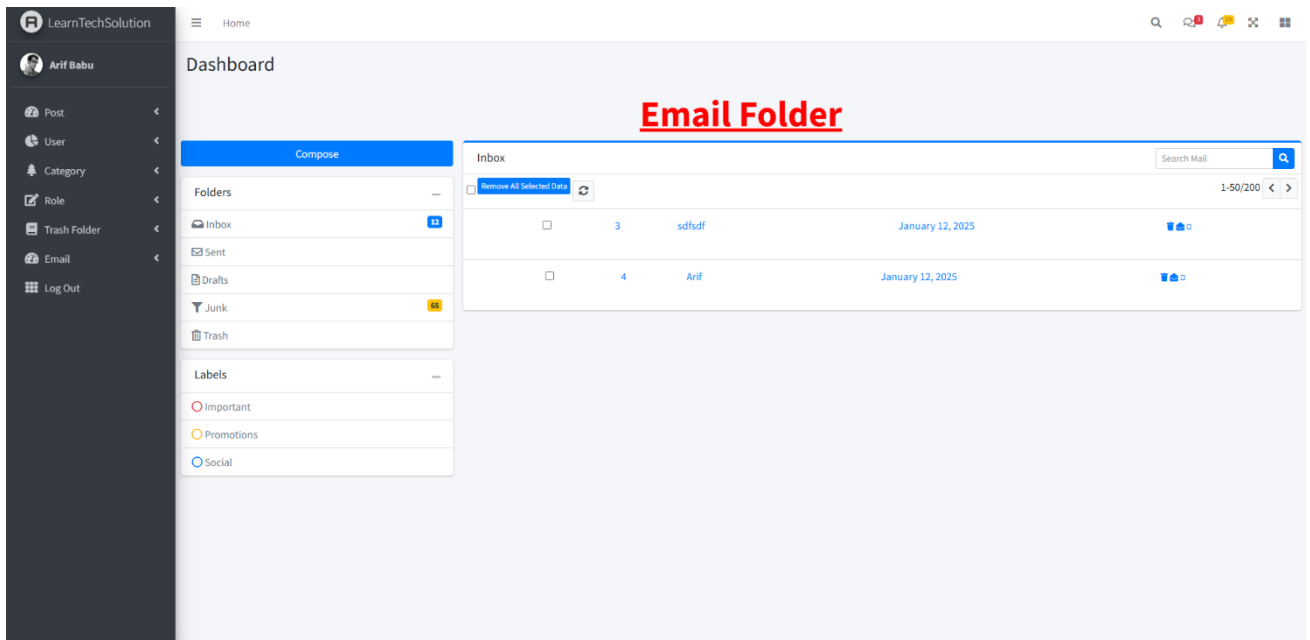 LearnTechSolution
Home
3
15
Arif Babu
Dashboard
Post
User
Category
Role
Trash Folder
Email
Log Out
Email Folder
Compose
Folders
Inbox 12
Sent
Drafts
Junk 65
Trash
Labels
Important
Promotions
Social
Inbox
Search Mail
Remove All Selected Data
1-50/200
3 sdfsdf January 12, 2025
4 Arif January 12, 2025